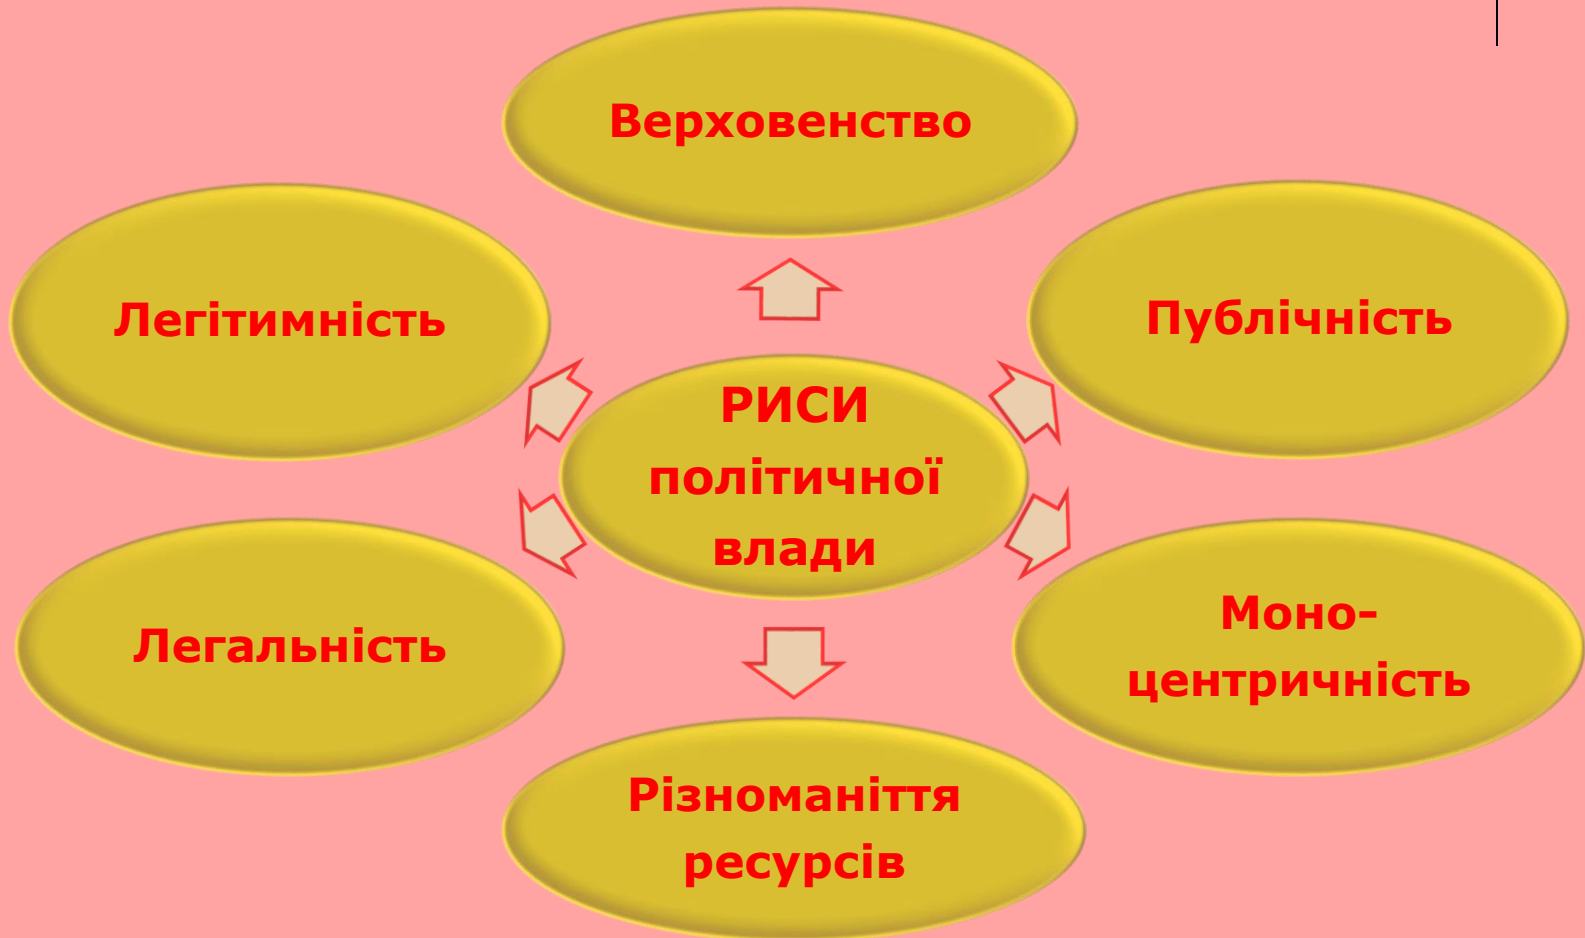 Верховенство
Легітимність
Публічність
РИСИ
політичної
влади
Легальність
Моно-
центричність
Різноманіття
ресурсів